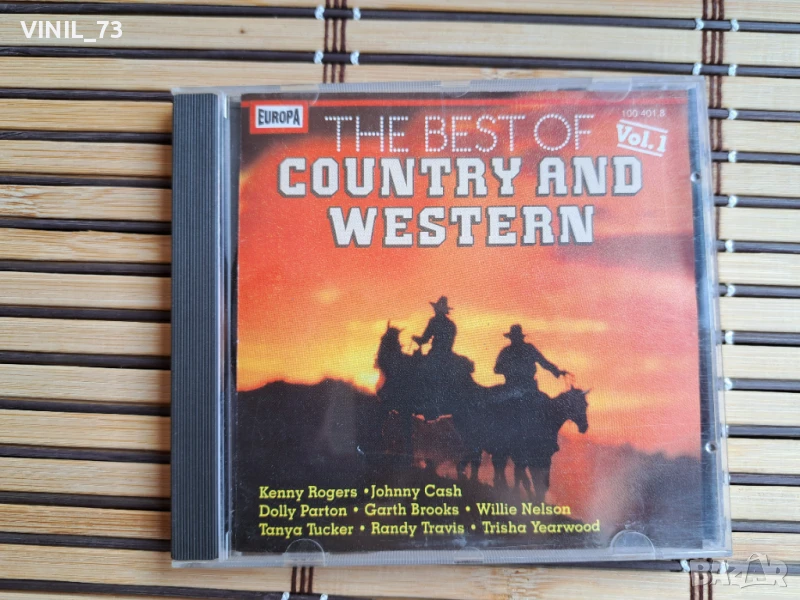 VINIL_73
EUROPA
100 401.8
THE BEST OF
Vol. 1
COUNTRY AND
WESTERN
Kenny Rogers • Johnny Cash
Dolly Parton • Garth Brooks • Willie Nelson
Tanya Tucker • Randy Travis • Trisha Yearwood
BAZAR